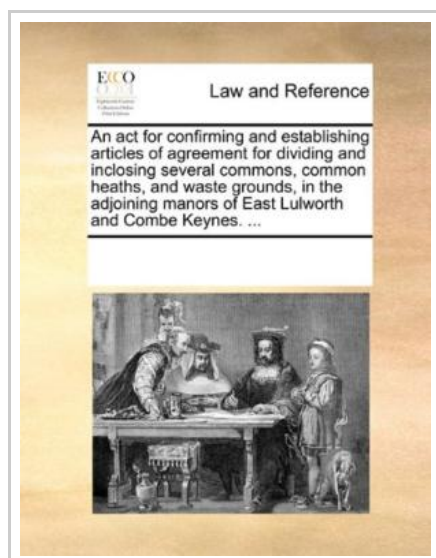 ECCO
Law and Reference
An act for confirming and establishing
articles of agreement for dividing and
inclosing several commons, common
heaths, and waste grounds, in the
adjoining manors of East Lulworth
and Combe Keynes. ...